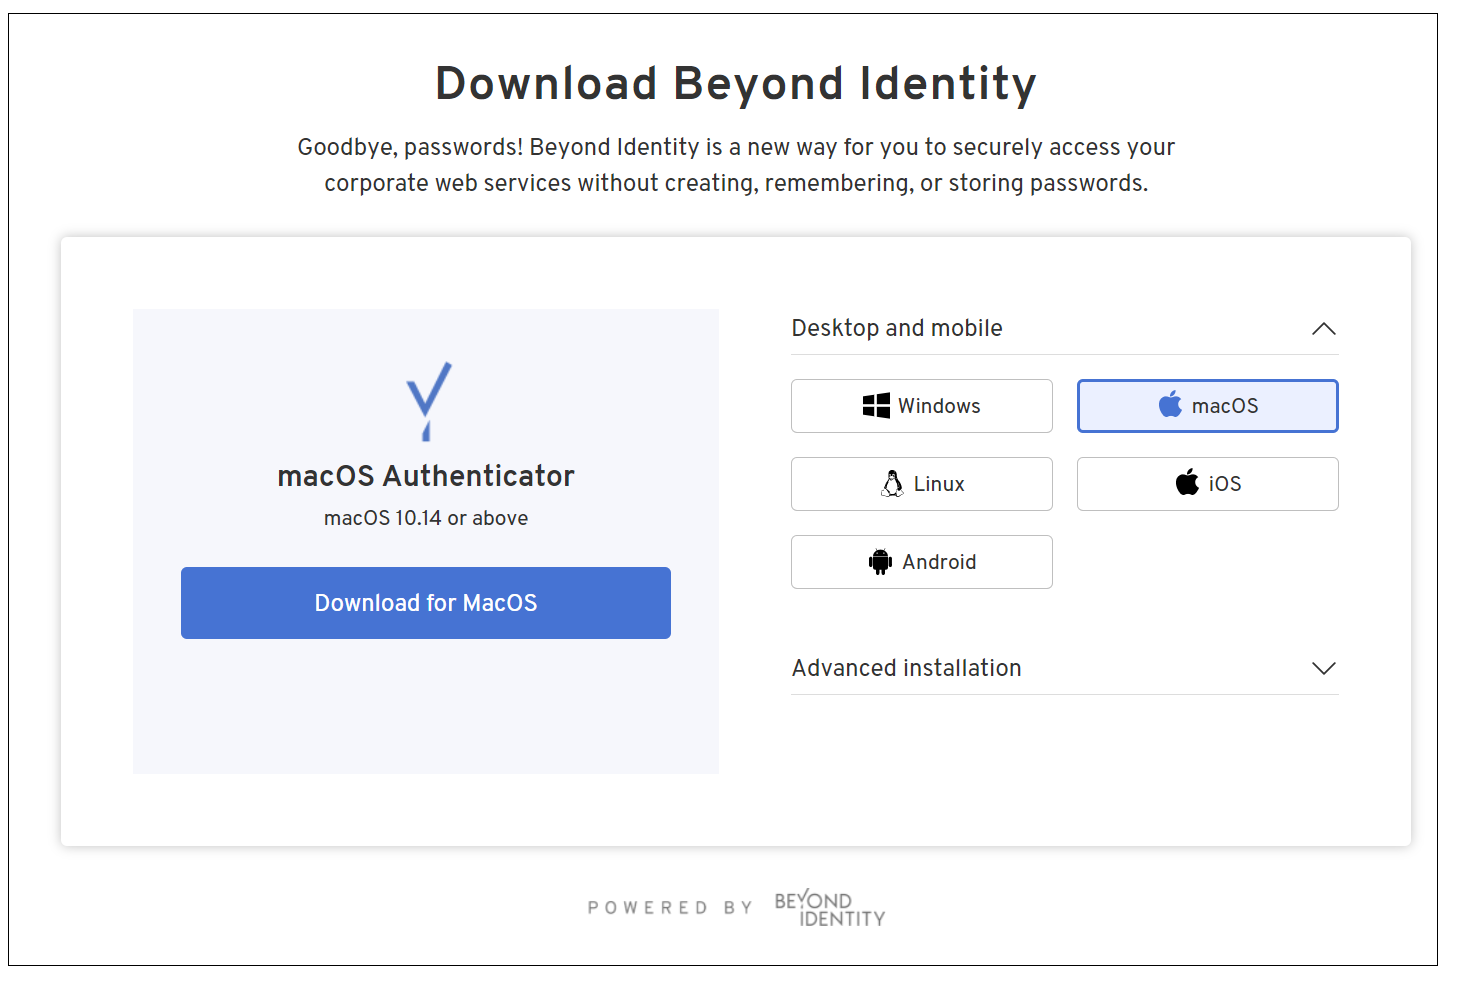 Download Beyond Identity
Goodbye, passwords! Beyond Identity is a new way for you to securely access your
corporate web services without creating, remembering, or storing passwords.
macOS Authenticator
macOS 10.14 or above
Download for MacOS
Desktop and mobile
Windows
macOS
Linux
iOS
Android
Advanced installation
POWERED BY
BEYOND
IDENTITY